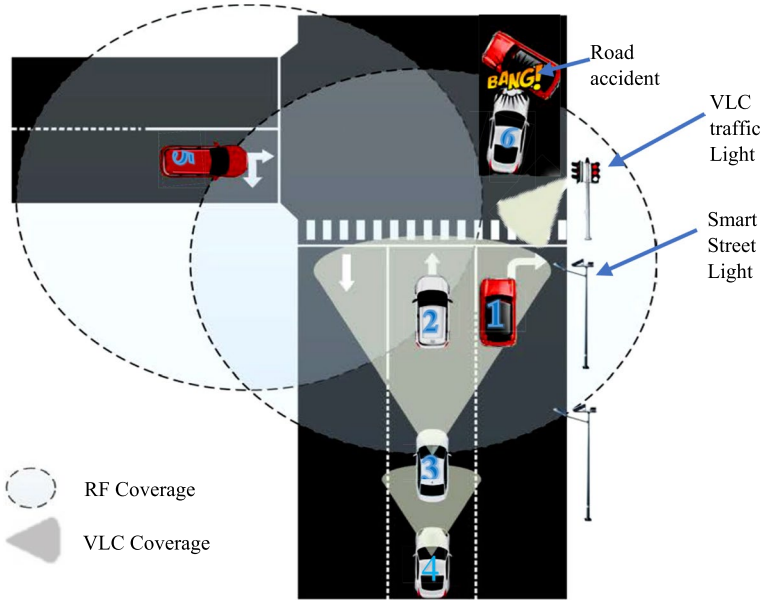 Road
accident
BANG!
VLC
traffic
Light
6
5
Smart
Street
Light
2
1
3
RF Coverage
VLC Coverage
4